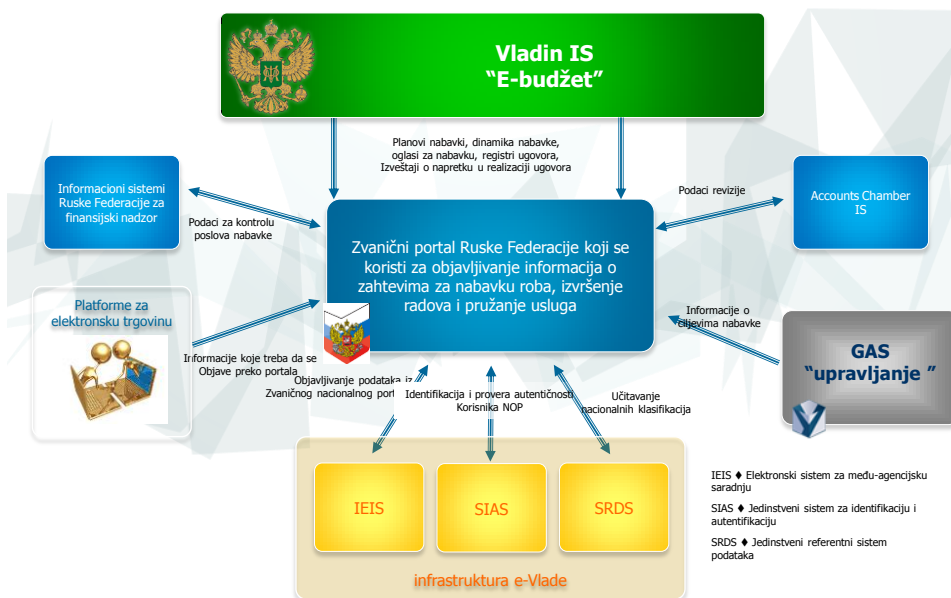 Vladin IS
“E-budžet”
Planovi nabavki, dinamika nabavke,
oglasi za nabavku, registri ugovora,
Izveštaji o napretku u realizaciji ugovora
Informacioni sistemi
Ruske Federacije za
finansijski nadzor
Podaci za kontrolu
poslova nabavke
Podaci revizije
Accounts Chamber
IS
Zvanični portal Ruske Federacije koji se
koristi za objavljivanje informacija o
zahtevima za nabavku roba, izvršenje
radova i pružanje usluga
Platforme za
elektronsku trgovinu
Informacije koje treba da se
Objave preko portala
Informacije o
ciljevima nabavke
GAS
“upravljanje ”
Objavljivanje podataka iz
Zvaničnog nacionalnog port
Identifikacija i provera autentičnosti
Korisnika NOP
Učitavanje
nacionalnih klasifikacija
IEIS
SIAS
SRDS
infrastruktura e-Vlade
IEIS ♦ Elektronski sistem za među-agencijsku
saradnju
SIAS ♦ Jedinstveni sistem za identifikaciju i
autentifikaciju
SRDS ♦ Jedinstveni referentni sistem
podataka